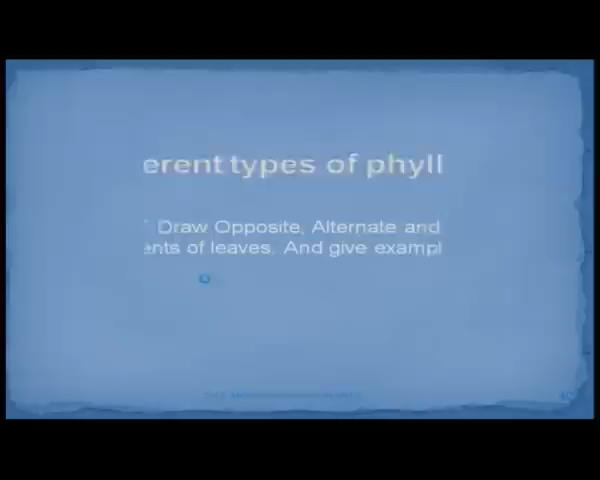 erent types of phyll
Draw Opposite, Alternate and
ents of leaves. And give exampl